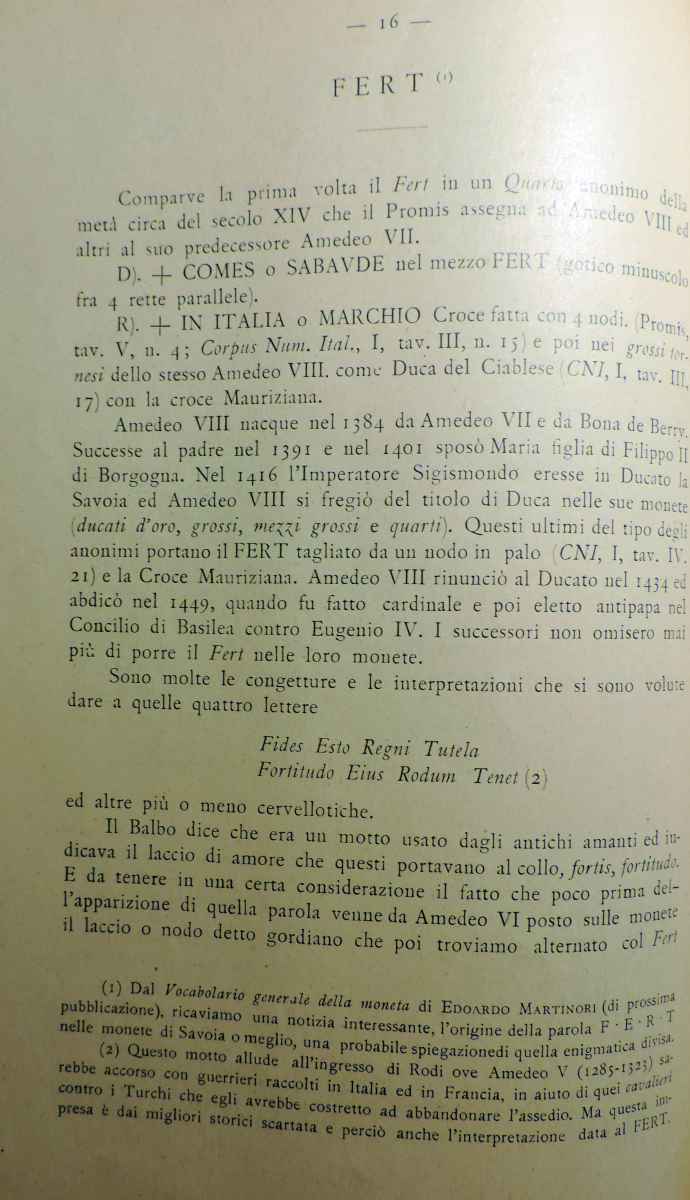 — 16 —
FERT (1)
Comparve la prima volta il Fert in un Quarto anonimo della
metà circa del secolo XIV che il Promis assegna ad Amedeo VIII ed
altri al suo predecessore Amedeo VII.
D). + COMES o SABAVDE nel mezzo FERT (gotico minuscolo
fra 4 rette parallele).
R). + IN ITALIA o MARCHIO Croce fatta con 4 nodi. (Promis,
tav. V, n. 4; Corpus Num. Ital., I, tav. III, n. 15) e poi nei grossi tor-
nesi dello stesso Amedeo VIII. come Duca del Ciablese (CNI, I, tav. III,
17) con la croce Mauriziana.
Amedeo VIII nacque nel 1384 da Amedeo VII e da Bona de Berry.
Successe al padre nel 1391 e nel 1401 sposò Maria figlia di Filippo II
di Borgogna. Nel 1416 l'Imperatore Sigismondo eresse in Ducato la
Savoia ed Amedeo VIII si fregiò del titolo di Duca nelle sue monete
(ducati d'oro, grossi, mezzi grossi e quarti). Questi ultimi del tipo degli
anonimi portano il FERT tagliato da un nodo in palo (CNI, I, tav. IV.
21) e la Croce Mauriziana. Amedeo VIII rinunciò al Ducato nel 1434 ed
abdicò nel 1449, quando fu fatto cardinale e poi eletto antipapa nel
Concilio di Basilea contro Eugenio IV. I successori non omisero mai
più di porre il Fert nelle loro monete.
Sono molte le congetture e le interpretazioni che si sono volute
dare a quelle quattro lettere
Fides Esto Regni Tutela
Fortitudo Eius Rodum Tenet (2)
ed altre più o meno cervellotiche.
Il Balbo dice che era un motto usato dagli antichi amanti ed in-
dicava il laccio di amore che questi portavano al collo, fortis, fortitudo.
E da tenere in una certa considerazione il fatto che poco prima del-
l'apparizione di quella parola venne da Amedeo VI posto sulle monete
il laccio o nodo detto gordiano che poi troviamo alternato col Fert
(1) Dal Vocabolario generale della moneta di EDOARDO MARTINORI (di prossima
pubblicazione), ricaviamo una notizia interessante, l'origine della parola F · E · R · T
nelle monete di Savoia o meglio, una probabile spiegazionedi quella enigmatica divisa.
(2) Questo motto allude all'ingresso di Rodi ove Amedeo V (1285-1323) sa-
rebbe accorso con guerrieri raccolti in Italia ed in Francia, in aiuto di quei cavalieri
contro i Turchi che egli avrebbe costretto ad abbandonare l'assedio. Ma questa im-
presa è dai migliori storici scartata e perciò anche l'interpretazione data al FERT.